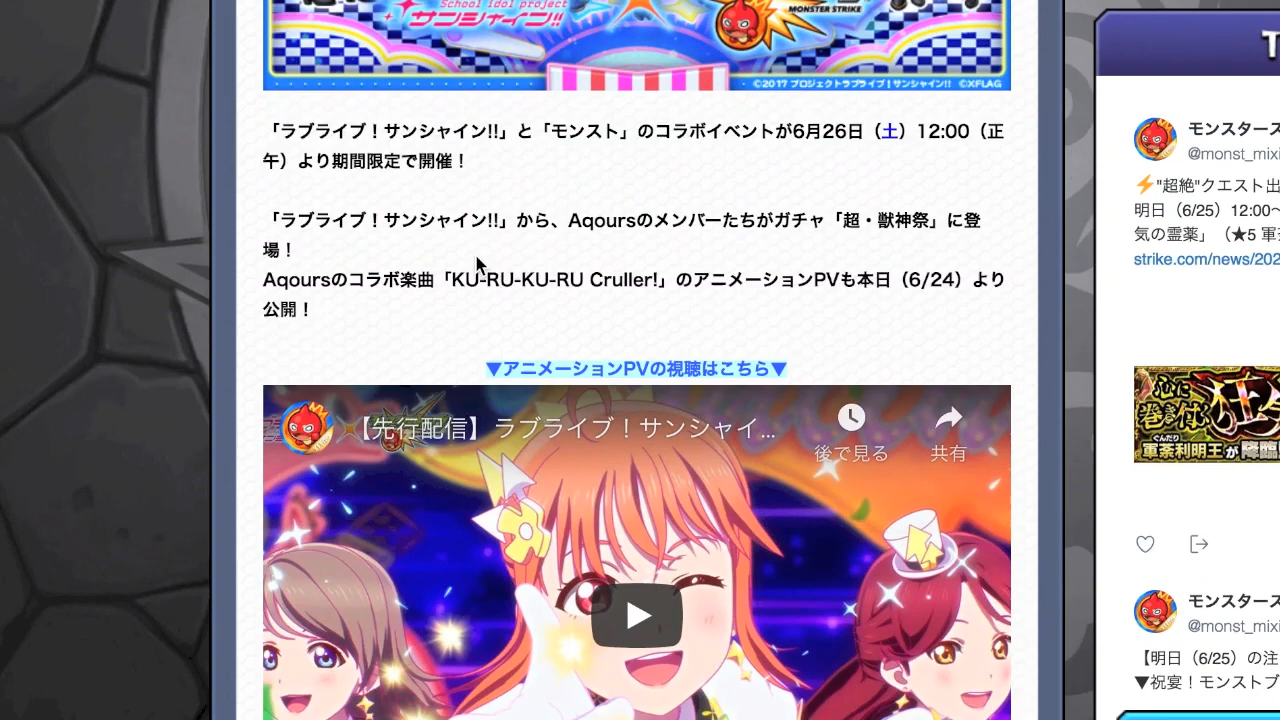 School idol project
サンシャイン!!
MONSTER STRIKE
©2017 プロジェクトラブライブ！サンシャイン!! ©XFLAG
「ラブライブ！サンシャイン!!」と「モンスト」のコラボイベントが6月26日（土）12:00（正
午）より期間限定で開催！
「ラブライブ！サンシャイン!!」から、Aqoursのメンバーたちがガチャ「超・獣神祭」に登
場！
Aqoursのコラボ楽曲「KU-RU-KU-RU Cruller!」のアニメーションPVも本日（6/24）より
公開！
▼アニメーションPVの視聴はこちら▼
【先行配信】ラブライブ！サンシャイ...
後で見る
共有
T
モンスターズ
@monst_mixi
⚡"超絶"クエスト出
明日（6/25）12:00〜
気の霊薬」（★5 軍荼
strike.com/news/202
心に
巻き付く
ぐんだり
軍荼利明王が降臨!
モンスターズ
@monst_mixi
【明日（6/25）の注
▼祝宴！モンストブ